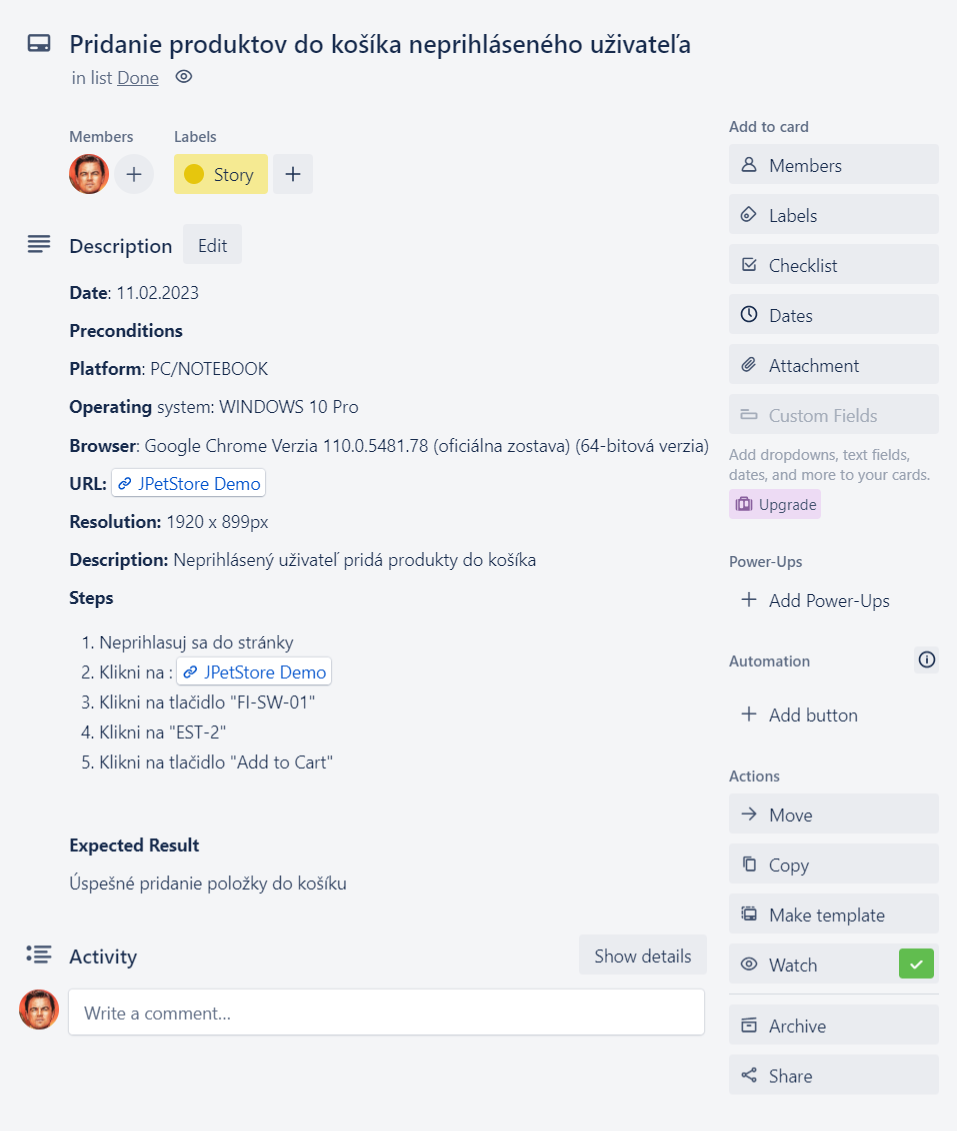 Pridanie produktov do košíka neprihláseného uživateľa
in list Done
Members
Labels
Story
Description
Edit
Date: 11.02.2023
Preconditions
Platform: PC/NOTEBOOK
Operating system: WINDOWS 10 Pro
Browser: Google Chrome Verzia 110.0.5481.78 (oficiálna zostava) (64-bitová verzia)
URL: JPetStore Demo
Resolution: 1920 x 899px
Description: Neprihlásený uživateľ pridá produkty do košíka
Steps
1. Neprihlasuj sa do stránky
2. Klikni na : JPetStore Demo
3. Klikni na tlačidlo "FI-SW-01"
4. Klikni na "EST-2"
5. Klikni na tlačidlo "Add to Cart"
Expected Result
Úspešné pridanie položky do košíku
Activity
Show details
Write a comment...
Add to card
Members
Labels
Checklist
Dates
Attachment
Custom Fields
Add dropdowns, text fields,
dates, and more to your cards.
Upgrade
Power-Ups
+ Add Power-Ups
Automation
+ Add button
Actions
Move
Copy
Make template
Watch
Archive
Share